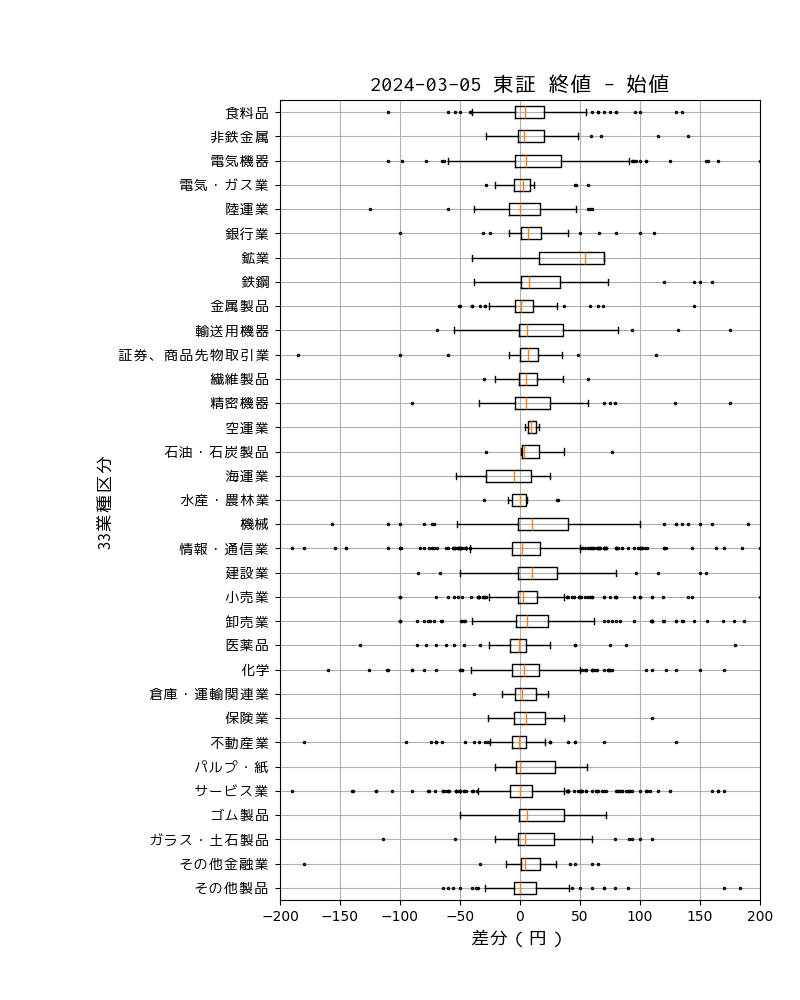 2024-03-05 東証 終値 - 始値
食料品
非鉄金属
電気機器
電気・ガス業
陸運業
銀行業
鉱業
鉄鋼
金属製品
輸送用機器
証券、商品先物取引業
繊維製品
精密機器
空運業
石油・石炭製品
海運業
水産・農林業
機械
情報・通信業
建設業
小売業
卸売業
医薬品
化学
倉庫・運輸関連業
保険業
不動産業
パルプ・紙
サービス業
ゴム製品
ガラス・土石製品
その他金融業
その他製品
33業種区分
-200 -150 -100 -50 0 50 100 150 200
差分（円）